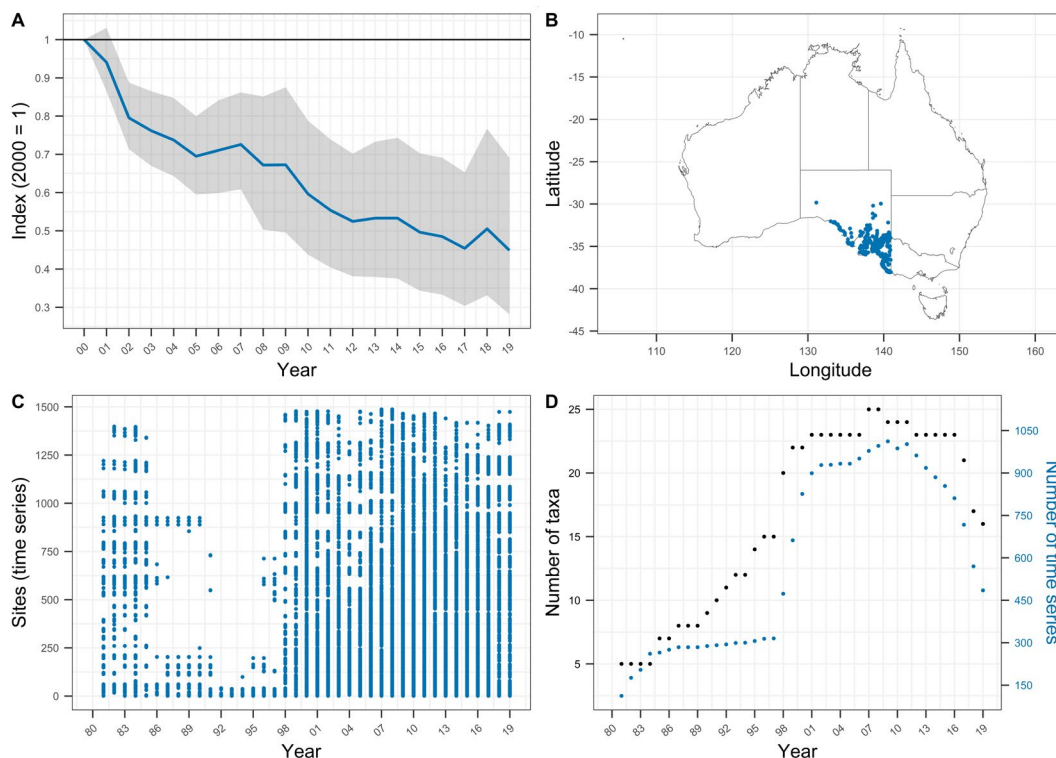 A
1
0.9
0.8
0.7
0.6
0.5
0.4
0.3
Index (2000 = 1)
00 01 02 03 04 05 06 07 08 09 10 11 12 13 14 15 16 17 18 19
Year
B
-10
-15
-20
-25
-30
-35
-40
-45
Latitude
110 120 130 140 150 160
Longitude
C
1500
1250
1000
750
500
250
0
Sites (time series)
80 83 86 89 92 95 98 01 04 07 10 13 16 19
Year
D
25
20
15
10
5
Number of taxa
1050
900
750
600
450
300
150
Number of time series
80 83 86 89 92 95 98 01 04 07 10 13 16 19
Year